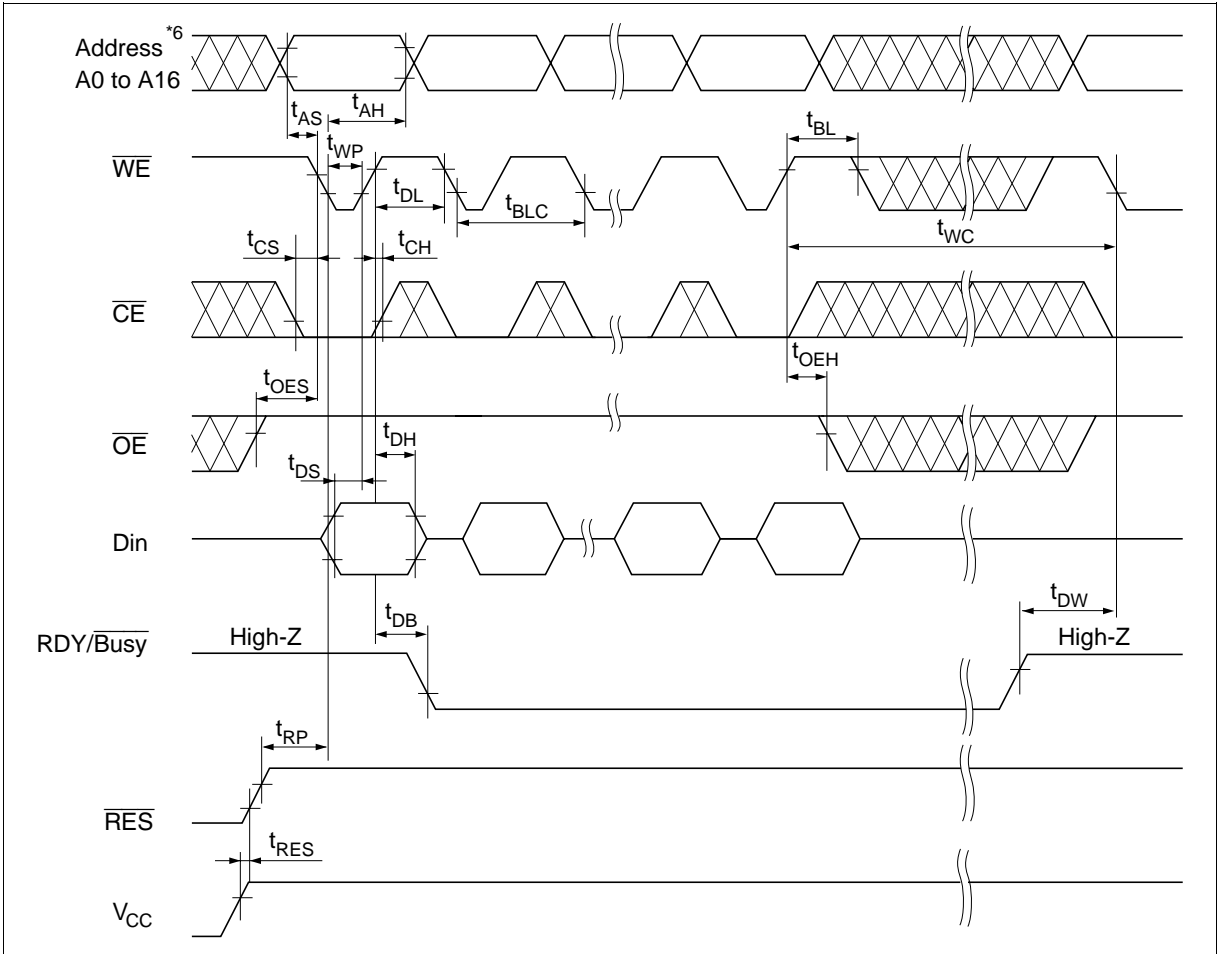 Address *6
A0 to A16
tAS
tAH
tWP
tBL
WE
tDL
tBLC
tWC
tCS
tCH
CE
tOEH
tOES
OE
tDH
tDS
Din
tDB
tDW
RDY/Busy
High-Z
High-Z
tRP
RES
tRES
VCC